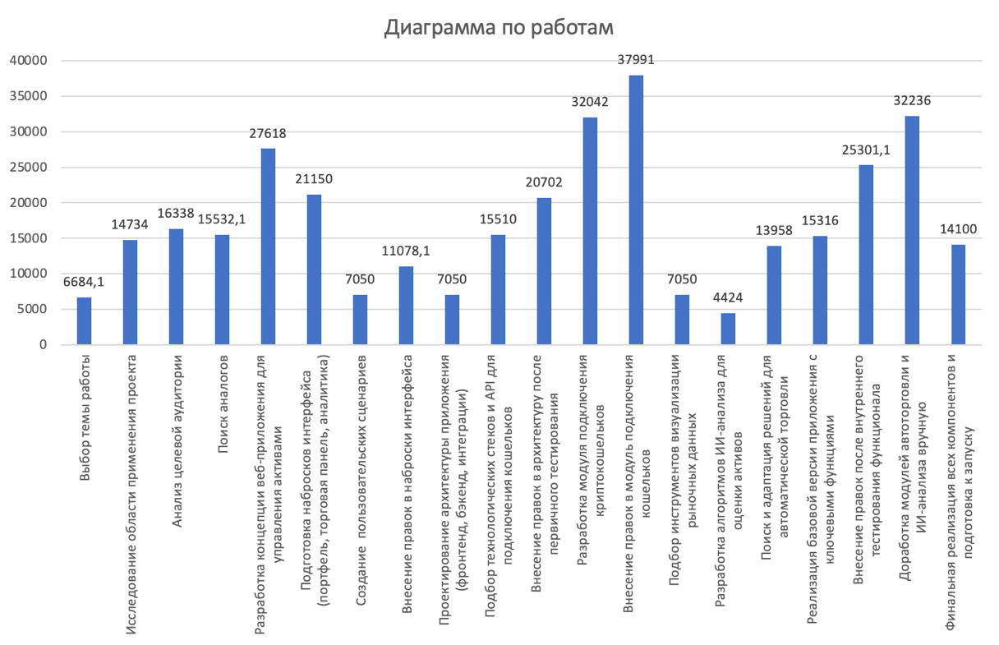 Диаграмма по работам
40000
35000
30000
25000
20000
15000
10000
5000
0
6684,1
14734
16338
15532,1
27618
21150
7050
11078,1
7050
15510
20702
32042
37991
7050
4424
13958
15316
25301,1
32236
14100
Выбор темы работы
Исследование области применения проекта
Анализ целевой аудитории
Поиск аналогов
Разработка концепции веб-приложения для
управления активами
Подготовка набросков интерфейса
(портфель, торговая панель, аналитика)
Создание  пользовательских сценариев
Внесение правок в наброски интерфейса
Проектирование архитектуры приложения
(фронтенд, бэкенд, интеграции)
Подбор технологических стеков и API для
подключения кошельков
Внесение правок в архитектуру после
первичного тестирования
Разработка модуля подключения
криптокошельков
Внесение правок в модуль подключения
кошельков
Подбор инструментов визуализации
рыночных данных
Разработка алгоритмов ИИ-анализа для
оценки активов
Поиск и адаптация решений для
автоматической торговли
Реализация базовой версии приложения с
ключевыми функциями
Внесение правок после внутреннего
тестирования функционала
Доработка модулей автоторговли и
ИИ-анализа вручную
Финальная реализация всех компонентов и
подготовка к запуску